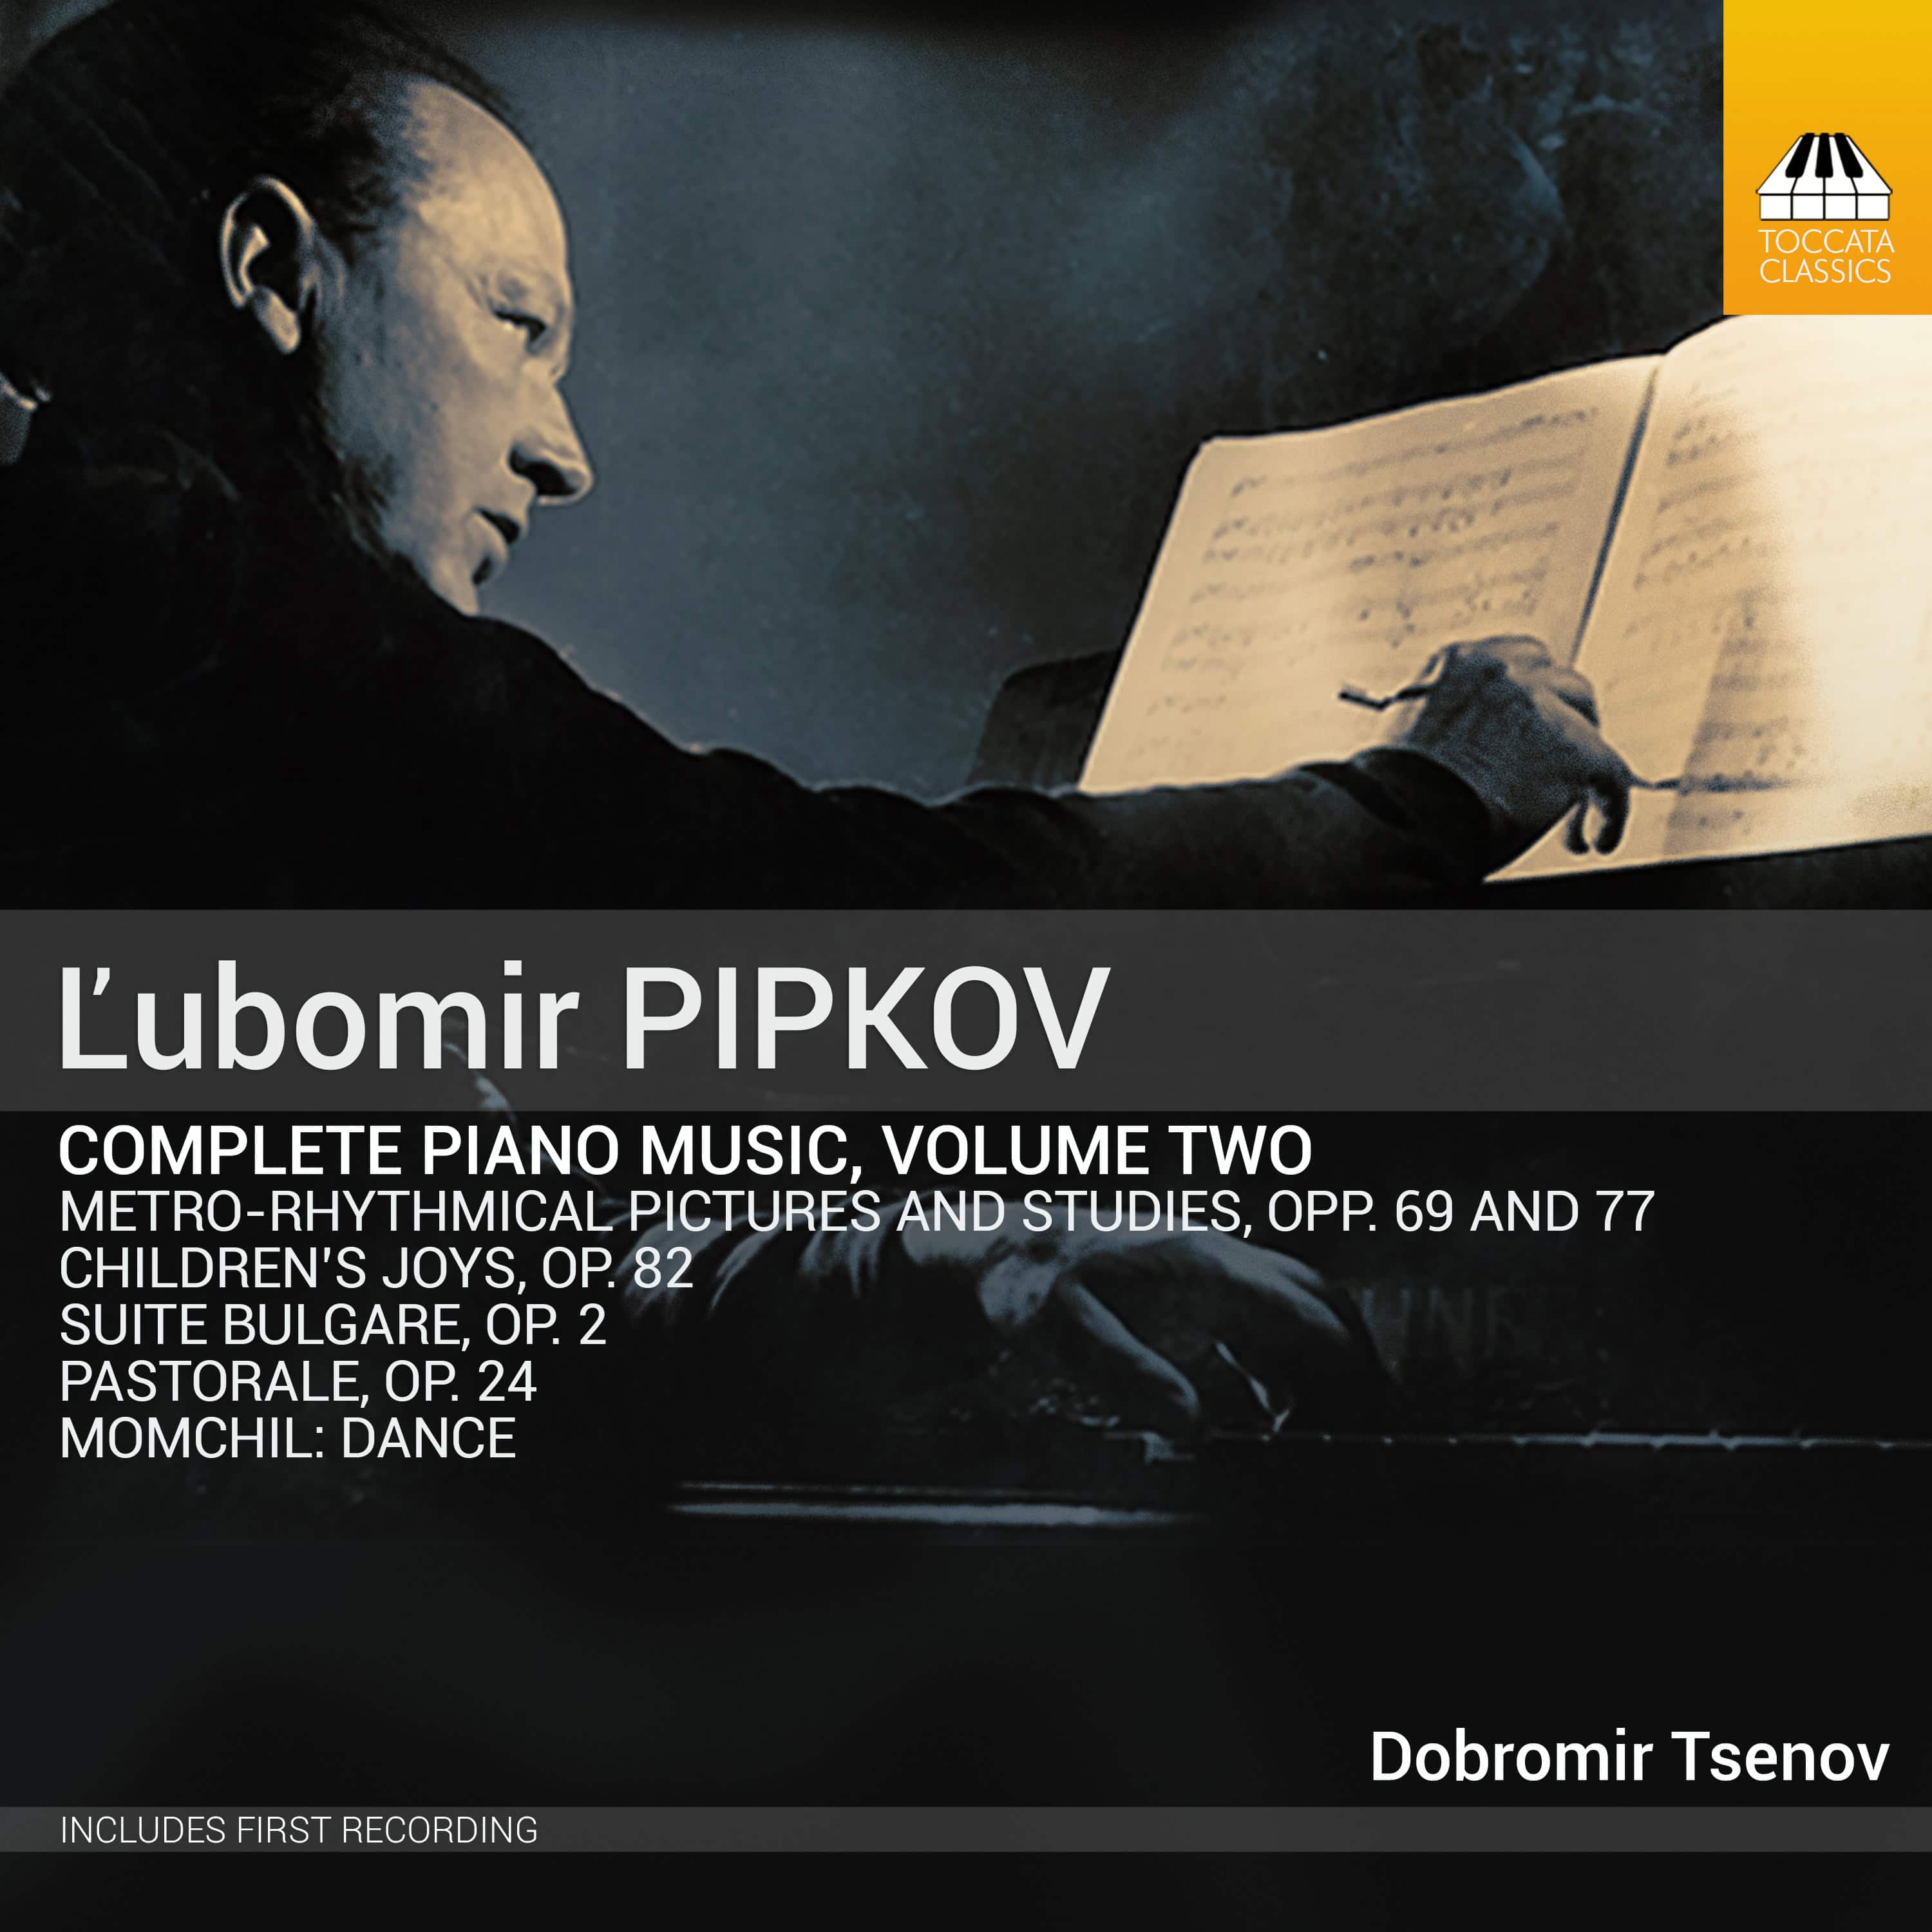 TOCCATA
CLASSICS
Ľubomir PIPKOV
COMPLETE PIANO MUSIC, VOLUME TWO
METRO-RHYTHMICAL PICTURES AND STUDIES, OPP. 69 AND 77
CHILDREN'S JOYS, OP. 82
SUITE BULGARE, OP. 2
PASTORALE, OP. 24
MOMCHIL: DANCE
Dobromir Tsenov
INCLUDES FIRST RECORDING